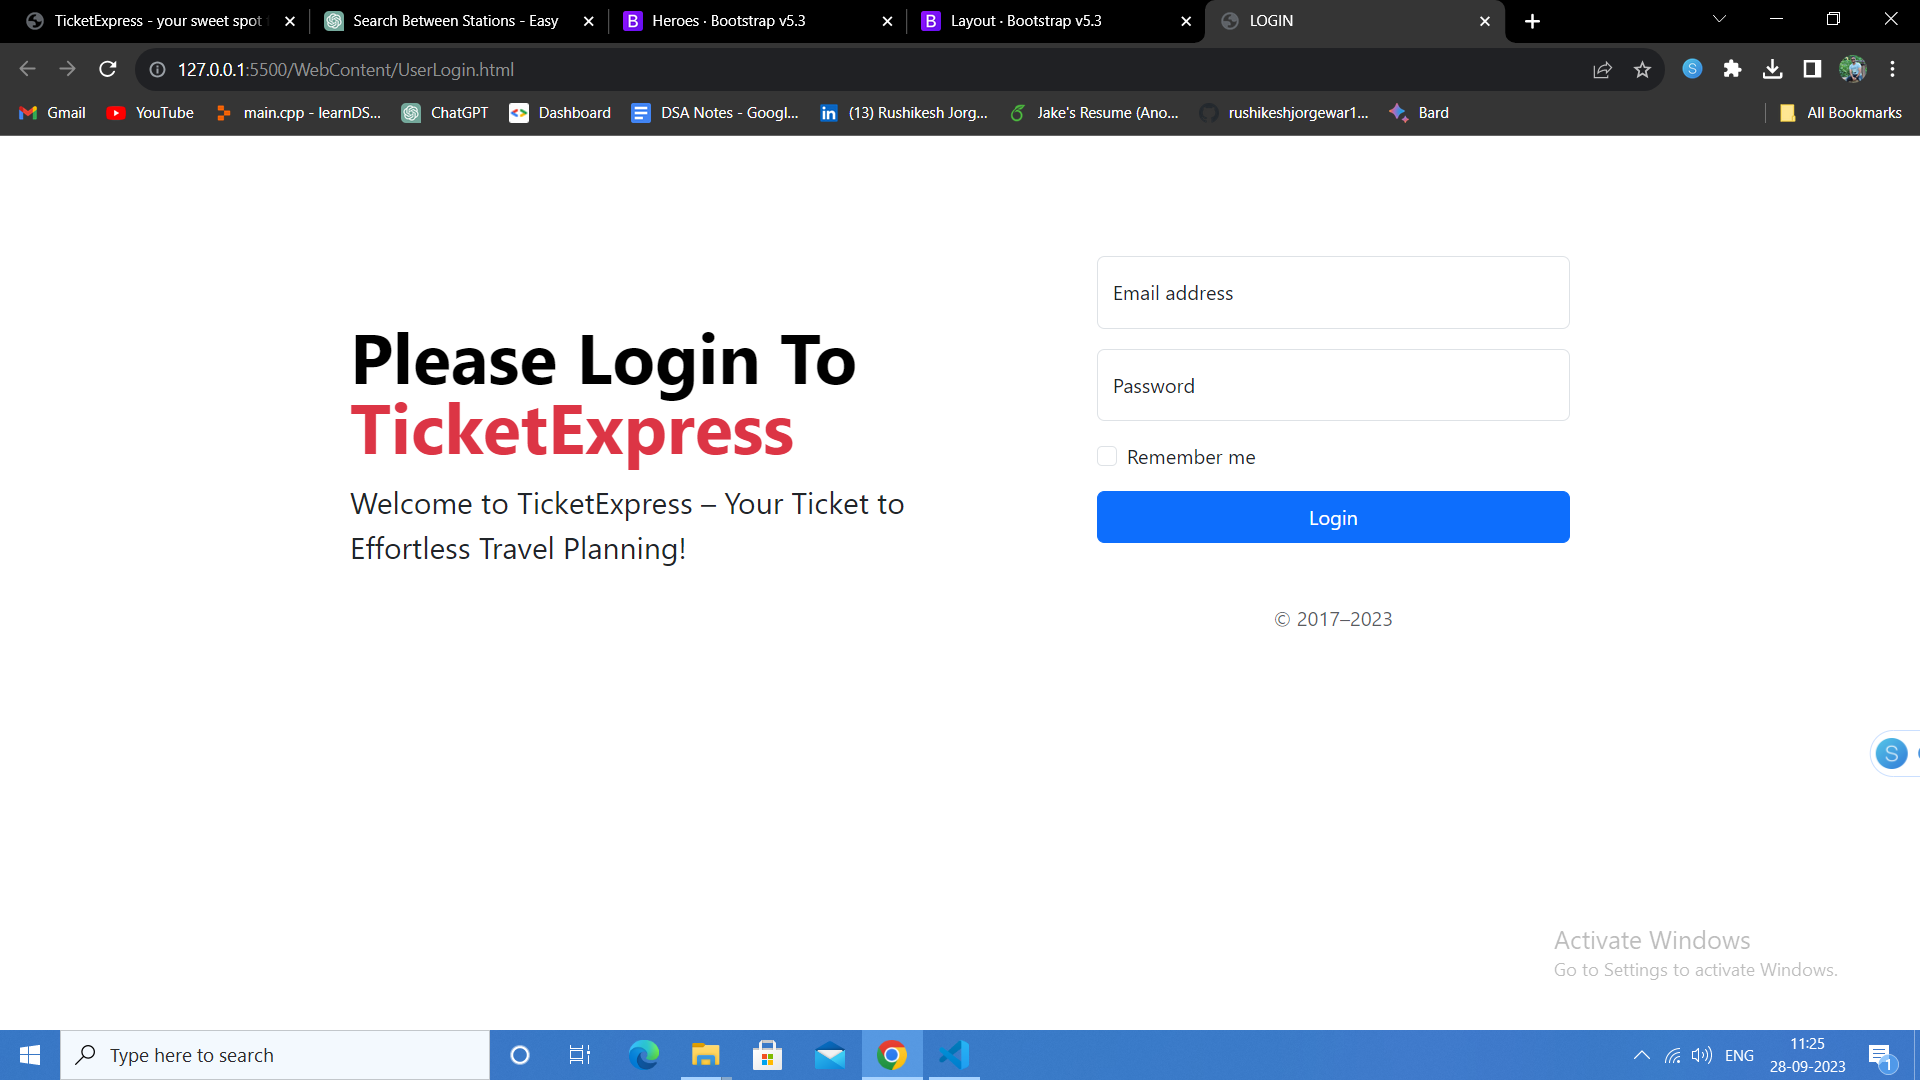 TicketExpress - your sweet spot
Search Between Stations - Easy
Heroes · Bootstrap v5.3
Layout · Bootstrap v5.3
LOGIN
127.0.0.1:5500/WebContent/UserLogin.html
Gmail
YouTube
main.cpp - learnDS...
ChatGPT
Dashboard
DSA Notes - Googl...
(13) Rushikesh Jorg...
Jake's Resume (Ano...
rushikeshjorgewar1...
Bard
All Bookmarks
Please Login To
TicketExpress
Welcome to TicketExpress – Your Ticket to
Effortless Travel Planning!
Email address
Password
Remember me
Login
© 2017–2023
Activate Windows
Go to Settings to activate Windows.
Type here to search
ENG
11:25
28-09-2023
1